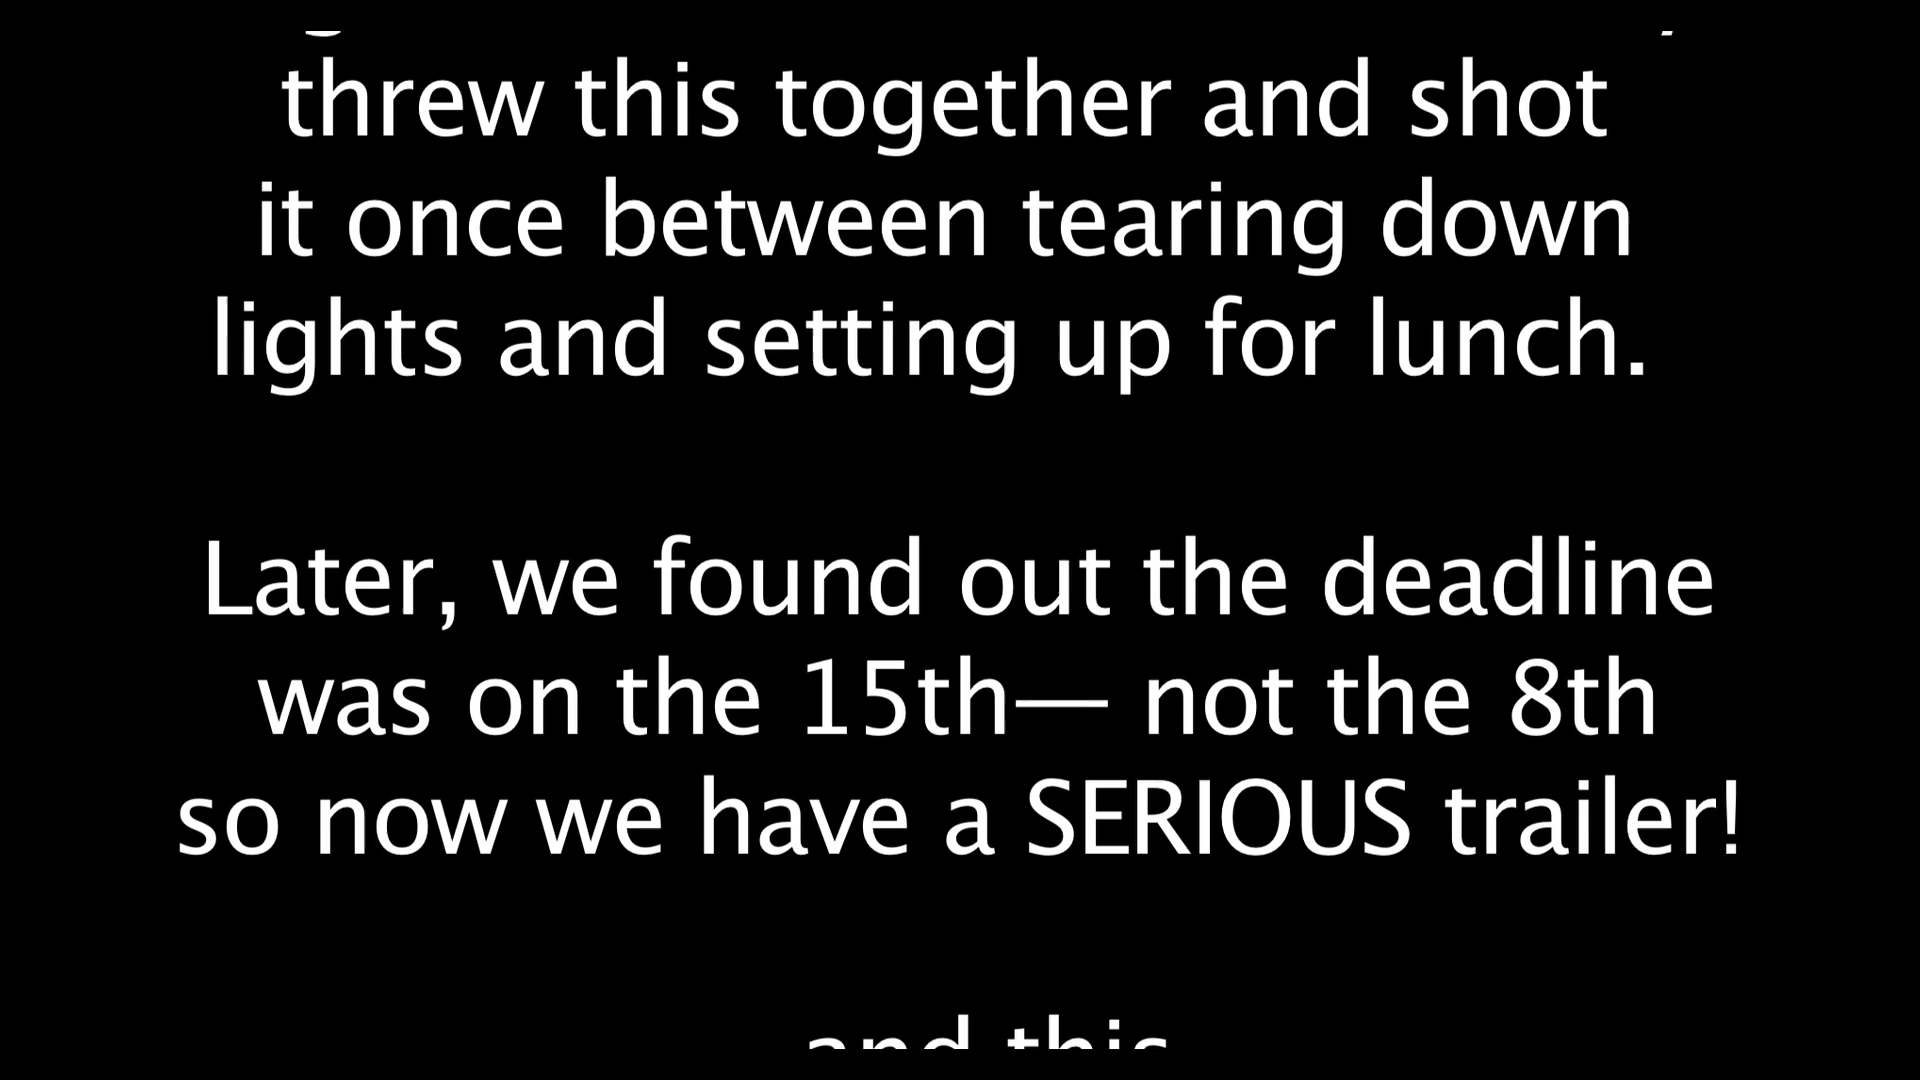 threw this together and shot
it once between tearing down
lights and setting up for lunch.
Later, we found out the deadline
was on the 15th— not the 8th
so now we have a SERIOUS trailer!
and this